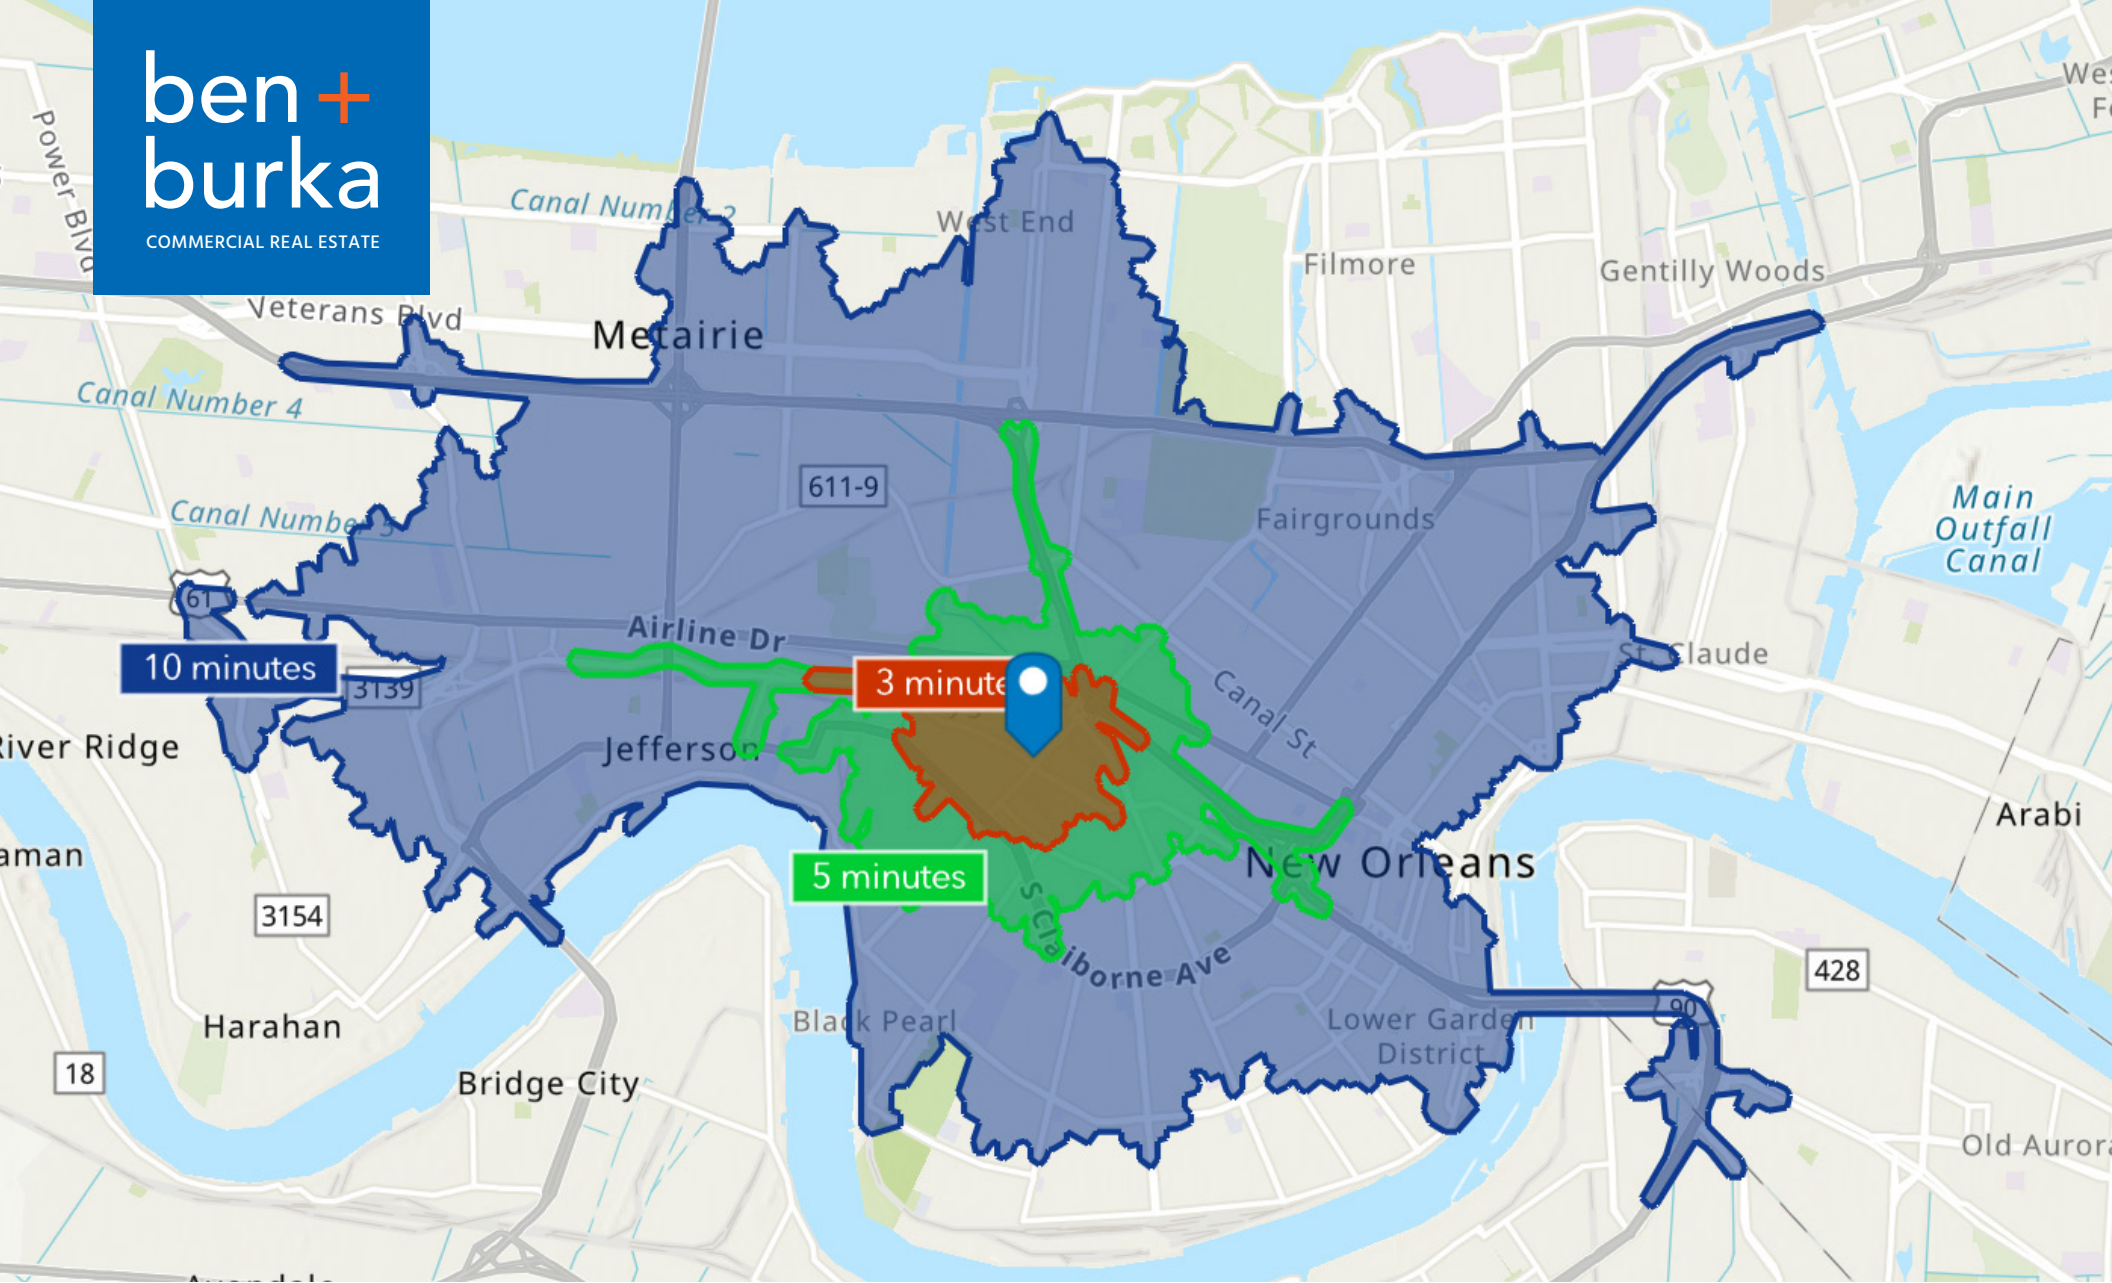 ben +
burka
COMMERCIAL REAL ESTATE
Power Blvd
Canal Number 2
West End
Filmore
Gentilly Woods
Veterans Blvd
Metairie
Canal Number 4
611-9
Canal Number 5
Fairgrounds
Main
Outfall
Canal
61
Airline Dr
10 minutes
3139
3 minute
St. Claude
Canal St
River Ridge
Jefferson
Arabi
5 minutes
New Orleans
3154
S Claiborne Ave
428
90
Black Pearl
Lower Garden
District
Harahan
18
Bridge City
Old Aurora